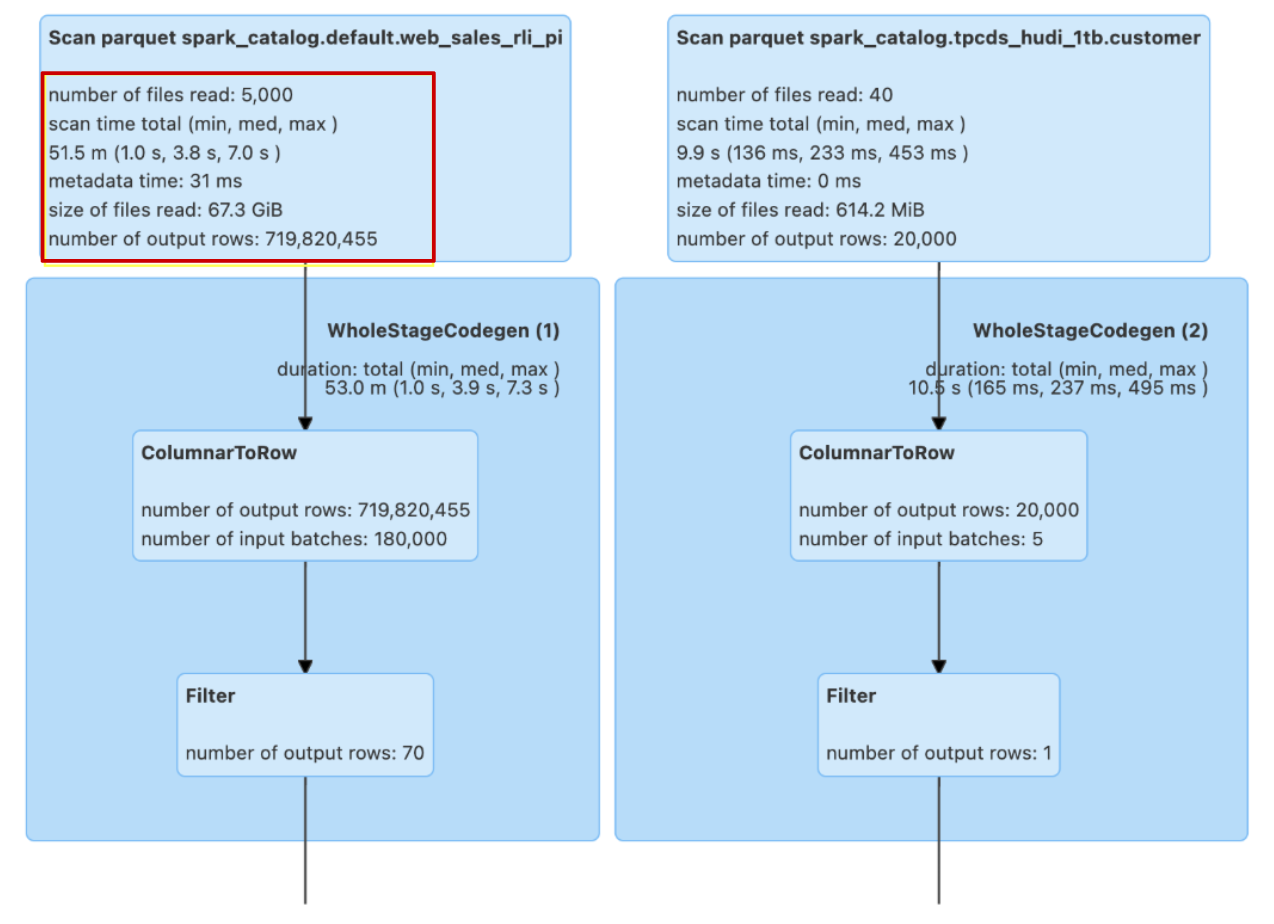 Scan parquet spark_catalog.default.web_sales_rli_pi
number of files read: 5,000
scan time total (min, med, max )
51.5 m (1.0 s, 3.8 s, 7.0 s )
metadata time: 31 ms
size of files read: 67.3 GiB
number of output rows: 719,820,455
WholeStageCodegen (1)
duration: total (min, med, max )
53.0 m (1.0 s, 3.9 s, 7.3 s )
ColumnarToRow
number of output rows: 719,820,455
number of input batches: 180,000
Filter
number of output rows: 70
Scan parquet spark_catalog.tpcds_hudi_1tb.customer
number of files read: 40
scan time total (min, med, max )
9.9 s (136 ms, 233 ms, 453 ms )
metadata time: 0 ms
size of files read: 614.2 MiB
number of output rows: 20,000
WholeStageCodegen (2)
duration: total (min, med, max )
10.5 s (165 ms, 237 ms, 495 ms )
ColumnarToRow
number of output rows: 20,000
number of input batches: 5
Filter
number of output rows: 1